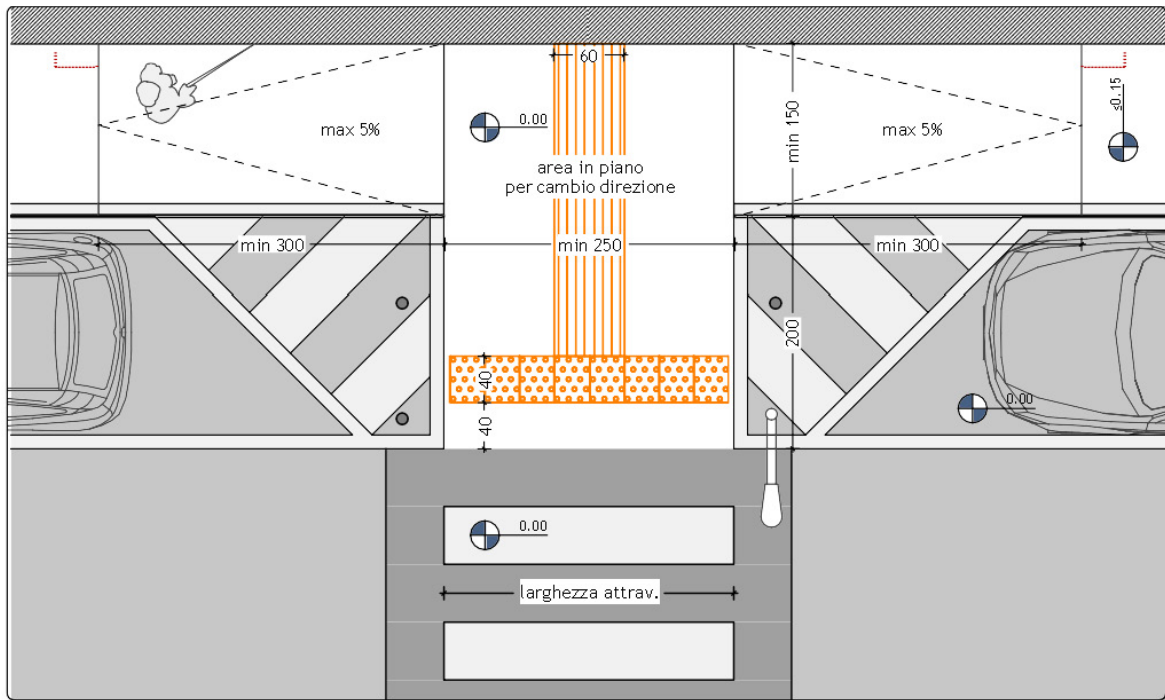 60
≤0.15
0.00
min 150
max 5%
max 5%
area in piano
per cambio direzione
min 300
min 250
min 300
200
40
0.00
40
0.00
larghezza attrav.